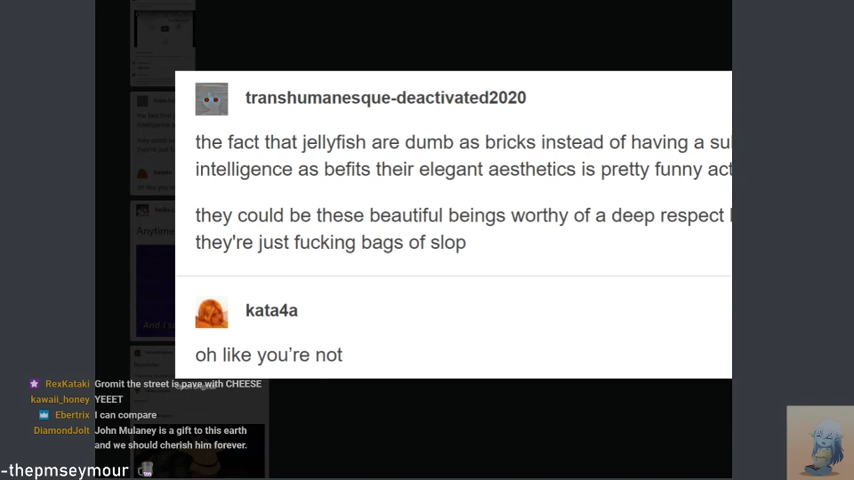 transhumanesque-deactivated2020
the fact that jellyfish are dumb as bricks instead of having a su
intelligence as befits their elegant aesthetics is pretty funny act
they could be these beautiful beings worthy of a deep respect
they're just fucking bags of slop
kata4a
oh like you're not
RexKataki Gromit the street is pave with CHEESE
kawaii_honey YEEET
Ebertrix I can compare
DiamondJolt John Mulaney is a gift to this earth
and we should cherish him forever.
-thepmseymour